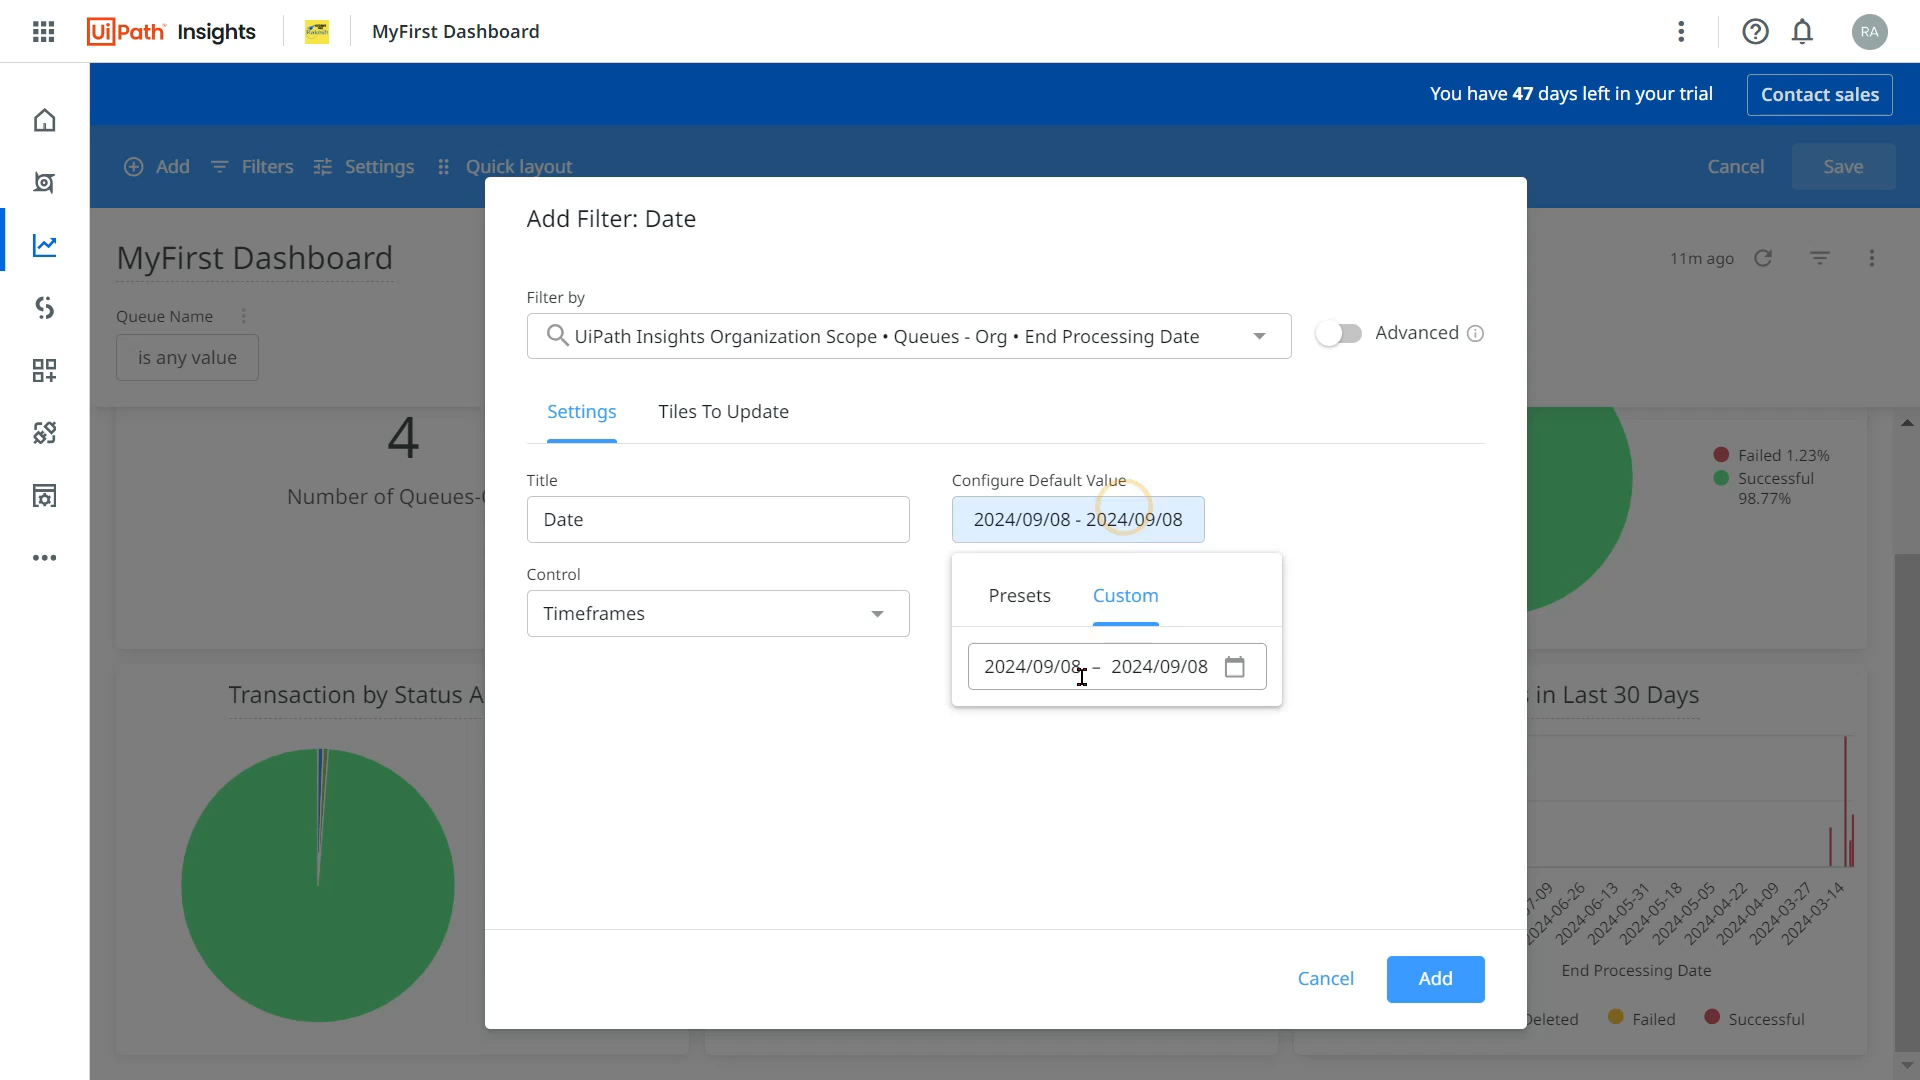 UiPath Insights
Rakesh
MyFirst Dashboard
RA
You have 47 days left in your trial
Contact sales
Add
Filters
Settings
Quick layout
Cancel
Save
MyFirst Dashboard
11m ago
Queue Name
is any value
4
Number of Queues-
Failed 1.23%
Successful
98.77%
Add Filter: Date
Filter by
UiPath Insights Organization Scope • Queues - Org • End Processing Date
Advanced
Settings
Tiles To Update
Title
Date
Configure Default Value
2024/09/08 - 2024/09/08
Control
Timeframes
Presets
Custom
2024/09/08 – 2024/09/08
Cancel
Add
Transaction by Status A
in Last 30 Days
2024-06-26
2024-06-13
2024-05-31
2024-05-18
2024-05-05
2024-04-22
2024-04-09
2024-03-27
2024-03-14
End Processing Date
Deleted
Failed
Successful